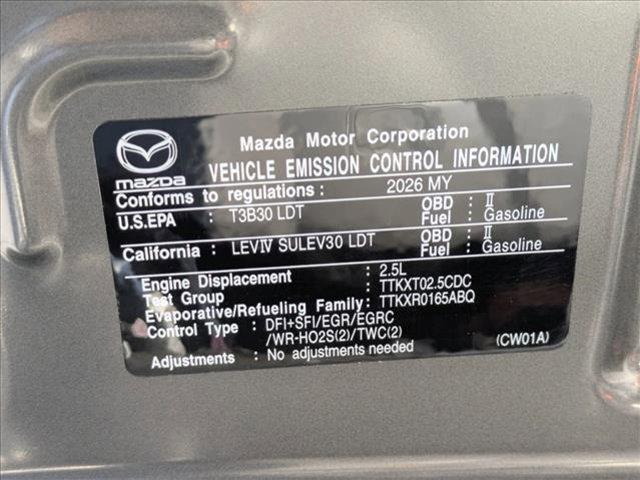 Mazda Motor Corporation
mazda VEHICLE EMISSION CONTROL INFORMATION
Conforms to regulations : 2026 MY
U.S.EPA : T3B30 LDT OBD : II
Fuel : Gasoline
California : LEVIV SULEV30 LDT OBD : II
Fuel : Gasoline
Engine Displacement : 2.5L
Test Group : TTKXT02.5CDC
Evaporative/Refueling Family: TTKXR0165ABQ
Control Type : DFI+SFI/EGR/EGRC
/WR-HO2S(2)/TWC(2)
Adjustments : No adjustments needed
(CW01A)